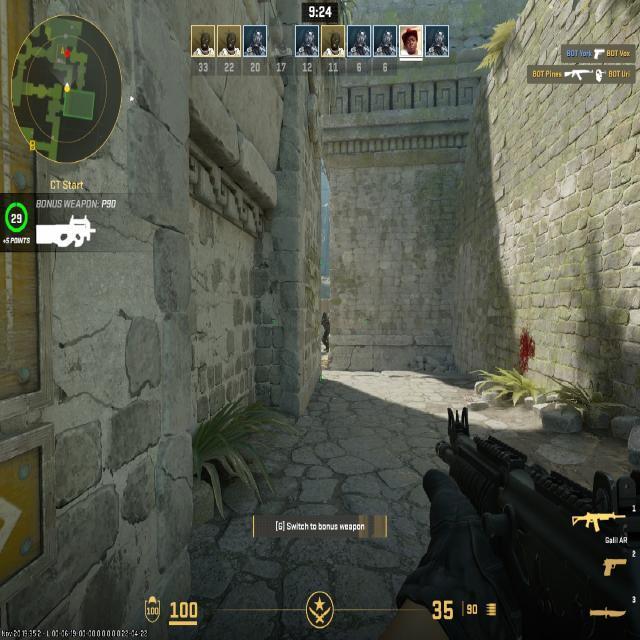 9:24
33 22 20 17 12 11 6 6
BOT York BOT Vox
BOT Pines BOT Uri
B
CT Start
BONUS WEAPON: P90
29
+5 POINTS
[G] Switch to bonus weapon
1
Galil AR
2
3
100 100
35 90